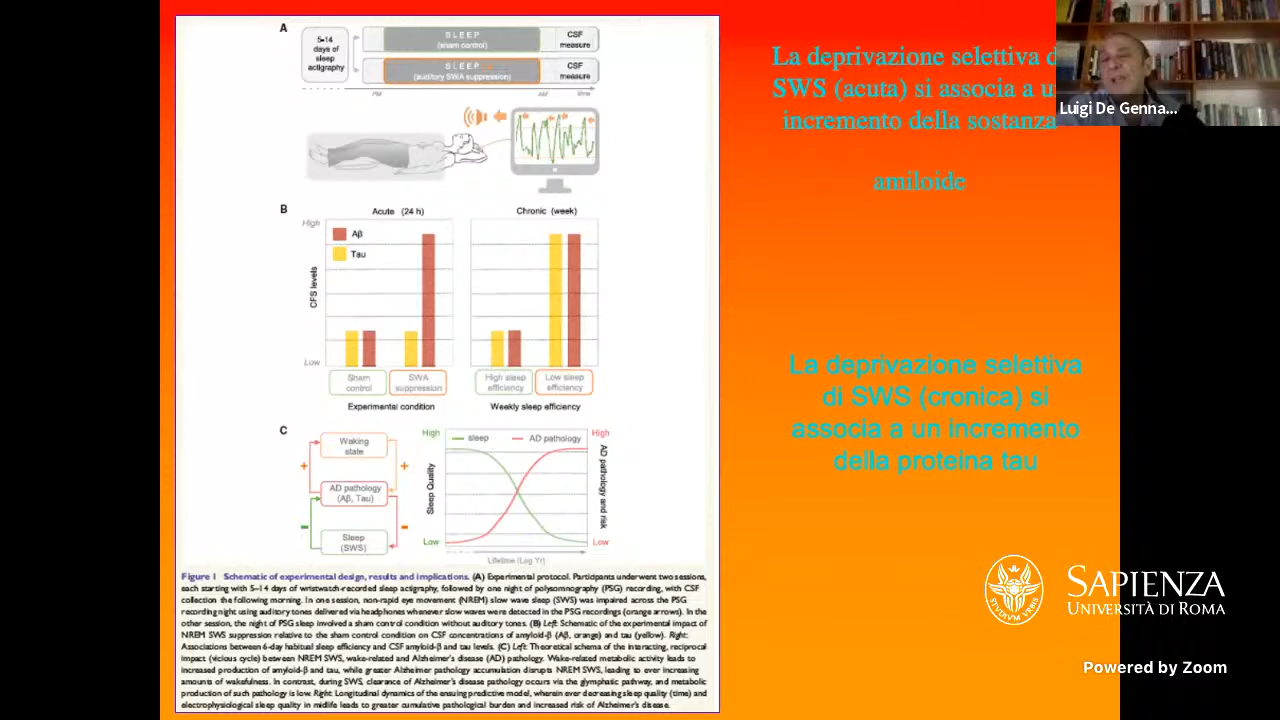 A
5-14
days of
sleep
actigraphy
SLEEP
(sham control)
CSF
measure
SLEEP
(auditory SWA suppression)
CSF
measure
PM
AM
time
B
Acute (24 h)
Chronic (week)
High
Aβ
Tau
CFS levels
Low
Sham
control
SWA
suppression
High sleep
efficiency
Low sleep
efficiency
Experimental condition
Weekly sleep efficiency
C
Waking
state
+
+
AD pathology
(Aβ, Tau)
-
-
Sleep
(SWS)
High
sleep
AD pathology
High
Sleep Quality
AD pathology and risk
Low
Low
Lifetime (Log Yr)
Figure 1 Schematic of experimental design, results and implications. (A) Experimental protocol. Participants underwent two sessions,
each starting with 5–14 days of wristwatch-recorded sleep actigraphy, followed by one night of polysomnography (PSG) recording, with CSF
collection the following morning. In one session, non-rapid eye movement (NREM) slow wave sleep (SWS) was impaired across the PSG
recording night using auditory tones delivered via headphones whenever slow waves were detected in the PSG recordings (orange arrows). In the
other session, the night of PSG sleep involved a sham control condition without auditory tones. (B) Left: Schematic of the experimental impact of
NREM SWS suppression relative to the sham control condition on CSF concentrations of amyloid-β (Aβ, orange) and tau (yellow). Right:
Associations between 6-day habitual sleep efficiency and CSF amyloid-β and tau levels. (C) Left: Theoretical schema of the interacting, reciprocal
impact (vicious cycle) between NREM SWS, wake-related and Alzheimer's disease (AD) pathology. Wake-related metabolic activity leads to
increased production of amyloid-β and tau, while greater Alzheimer pathology accumulation disrupts NREM SWS, leading to ever increasing
amounts of wakefulness. In contrast, during SWS, clearance of Alzheimer's disease pathology occurs via the glymphatic pathway, and metabolic
production of such pathology is low. Right: Longitudinal dynamics of the ensuing predictive model, wherein ever decreasing sleep quality (time) and
electrophysiological sleep quality in midlife leads to greater cumulative pathological burden and increased risk of Alzheimer's disease.
La deprivazione selettiva d
SWS (acuta) si associa a u
incremento della sostanza
amiloide
Luigi De Genna...
La deprivazione selettiva
di SWS (cronica) si
associa a un incremento
della proteina tau
STUDIUM URBIS
SAPIENZA
UNIVERSITÀ DI ROMA
Powered by Zoom